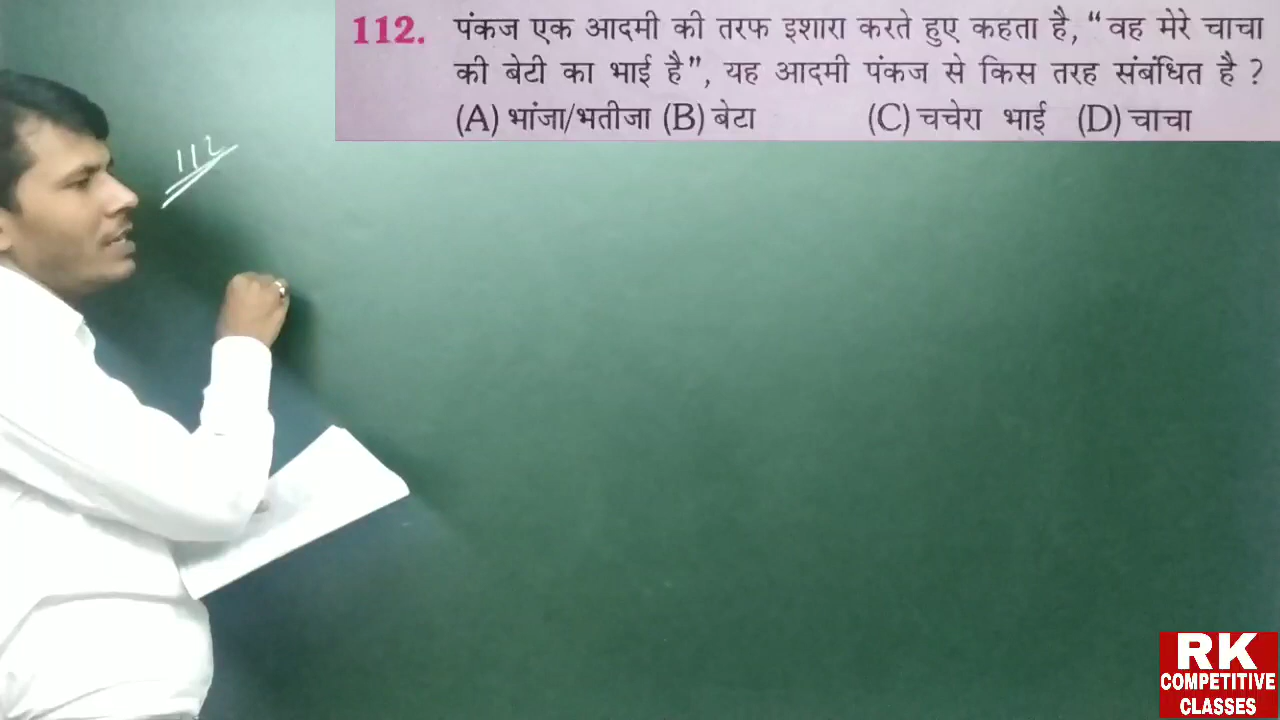 112. पंकज एक आदमी की तरफ इशारा करते हुए कहता है, "वह मेरे चाचा
की बेटी का भाई है", यह आदमी पंकज से किस तरह संबंधित है ?
(A) भांजा/भतीजा (B) बेटा (C) चचेरा भाई (D) चाचा
112
RK
COMPETITIVE
CLASSES